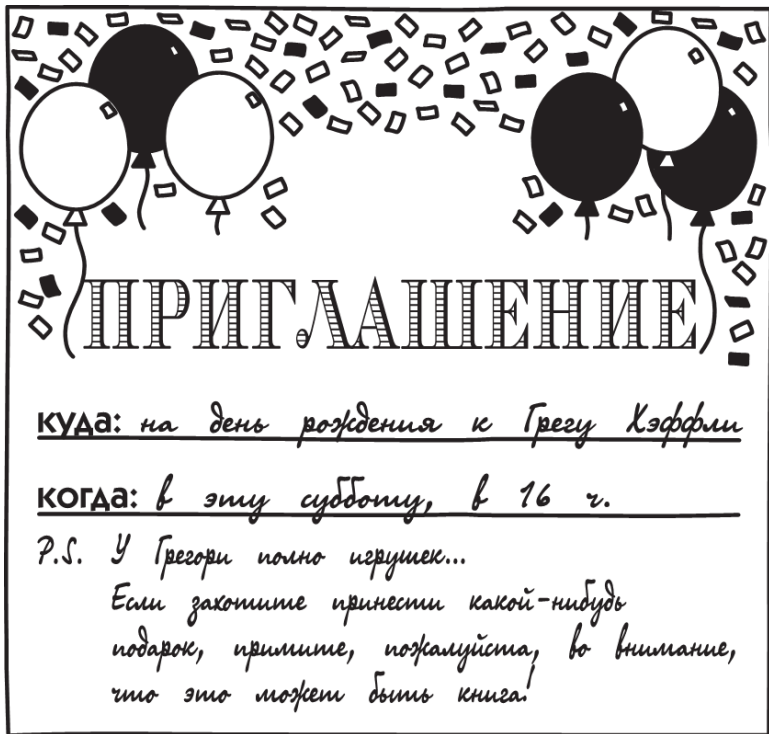 ПРИГЛАШЕНИЕ
куда: на день рождения к Грегу Хэффли
когда: в эту субботу, в 16 ч.
P.S. У Грегори полно игрушек...
Если захотите принести какой-нибудь
подарок, примите, пожалуйста, во внимание,
что это может быть книга!